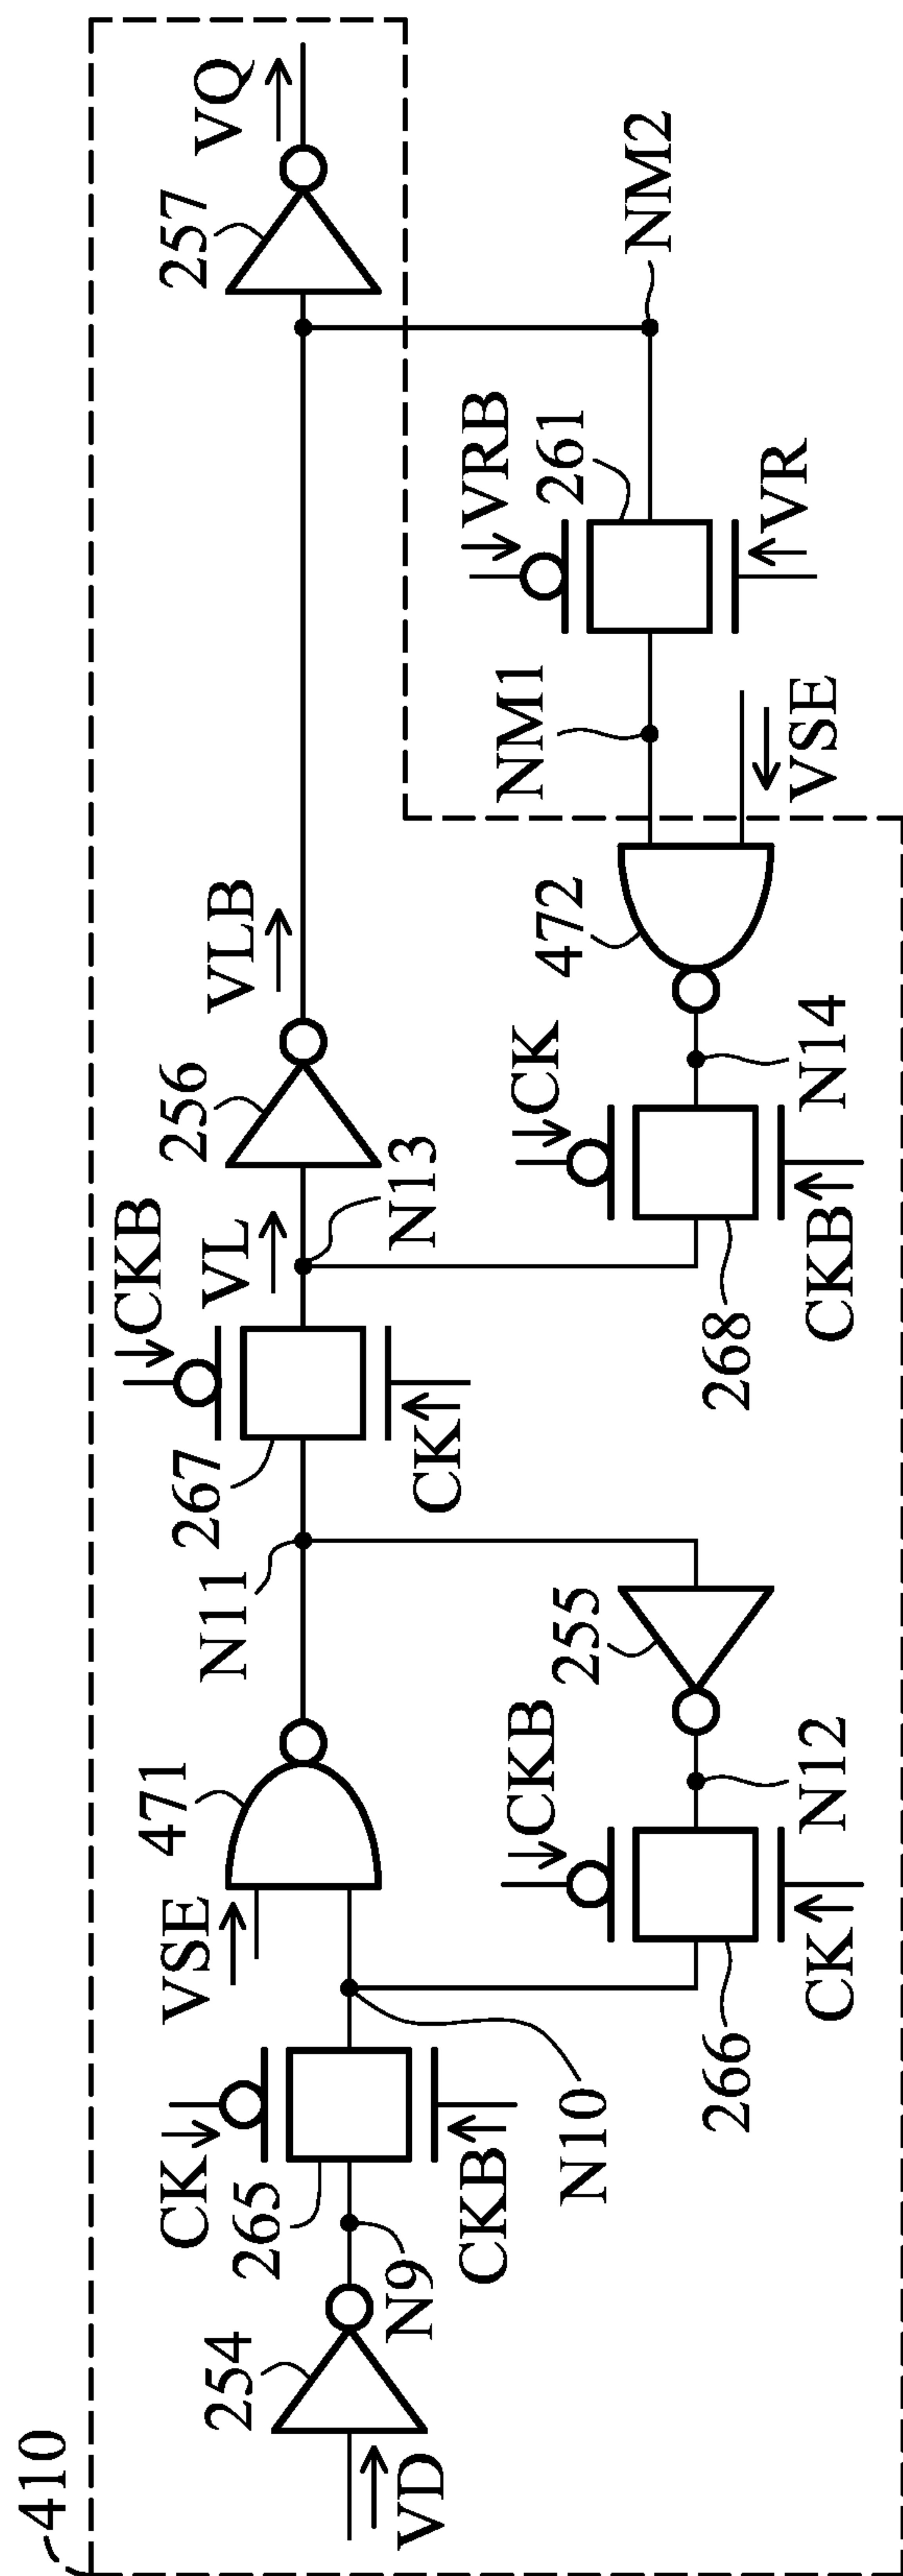 410
VD
254
N9
CK
265
CKB
N10
VSE
471
CKB
266
CK
N12
255
N11
267
CKB
CK
VL
N13
256
VLB
CK
268
CKB
N14
472
VSE
NM1
VRB
261
VR
NM2
257
VQ